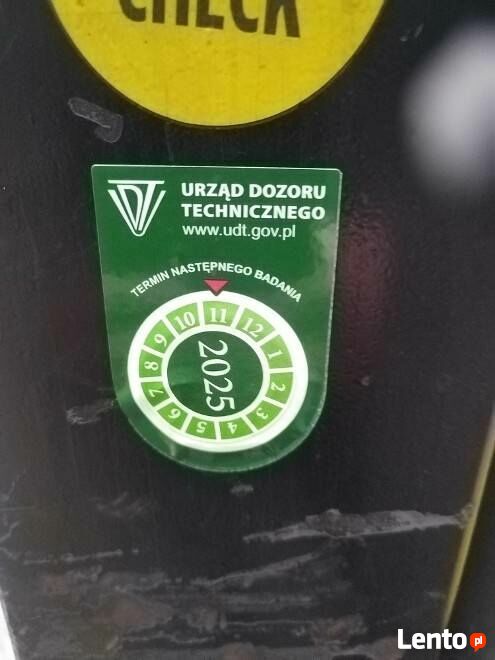 CHECK
UDT
URZĄD DOZORU
TECHNICZNEGO
www.udt.gov.pl
TERMIN NASTĘPNEGO BADANIA
1 2 3 4 5 6 7 8 9 10 11 12
2025
Lento.pl